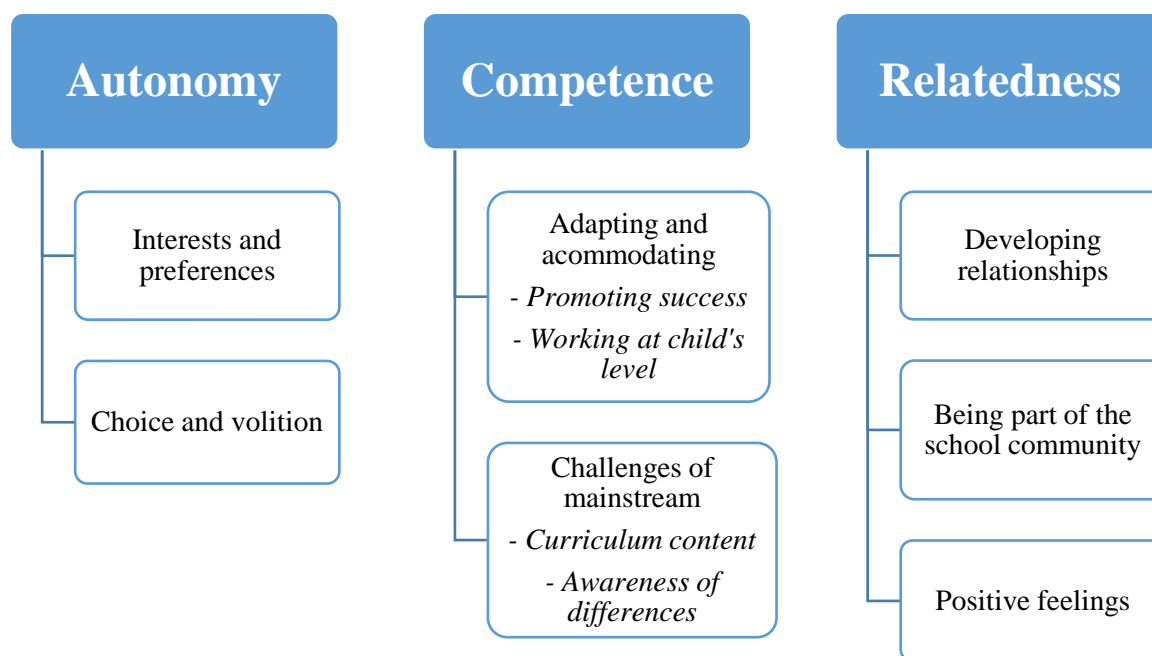 Autonomy
Interests and
preferences
Choice and volition
Competence
Adapting and
acommodating
- Promoting success
- Working at child's
level
Challenges of
mainstream
- Curriculum content
- Awareness of
differences
Relatedness
Developing
relationships
Being part of the
school community
Positive feelings